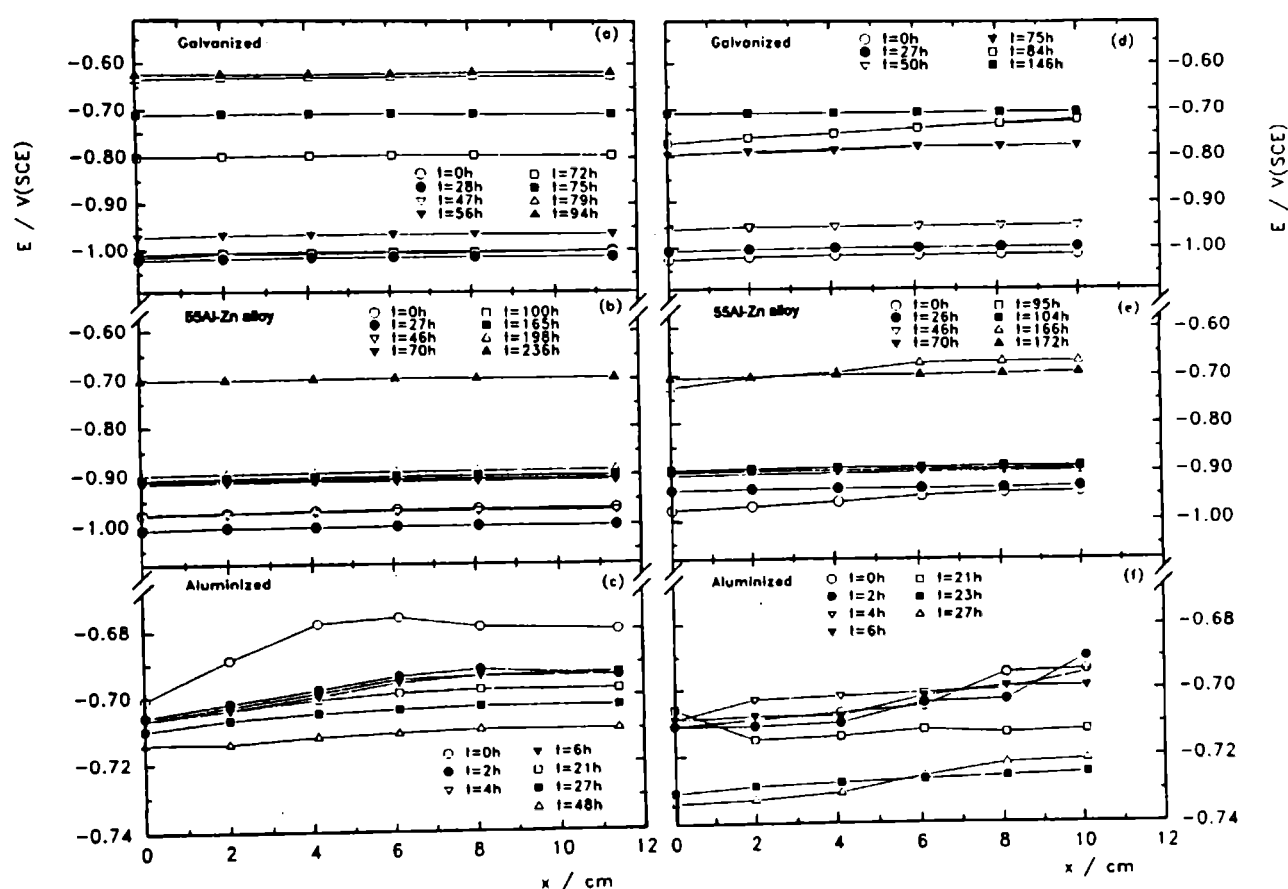 (a)
Galvanized
−0.60
−0.70
−0.80
−0.90
−1.00
t=0h
t=28h
t=47h
t=56h
t=72h
t=75h
t=79h
t=94h
E / V(SCE)
(b)
55Al-Zn alloy
−0.60
−0.70
−0.80
−0.90
−1.00
t=0h
t=27h
t=46h
t=70h
t=100h
t=165h
t=198h
t=236h
(c)
Aluminized
−0.68
−0.70
−0.72
−0.74
t=0h
t=2h
t=4h
t=6h
t=21h
t=27h
t=48h
0 2 4 6 8 10 12
x / cm
(d)
Galvanized
t=0h
t=27h
t=50h
t=75h
t=84h
t=146h
−0.60
−0.70
−0.80
−0.90
−1.00
E / V(SCE)
(e)
55Al-Zn alloy
t=0h
t=26h
t=46h
t=70h
t=95h
t=104h
t=166h
t=172h
−0.60
−0.70
−0.80
−0.90
−1.00
(f)
Aluminized
t=0h
t=2h
t=4h
t=6h
t=21h
t=23h
t=27h
−0.68
−0.70
−0.72
−0.74
0 2 4 6 8 10 12
x / cm